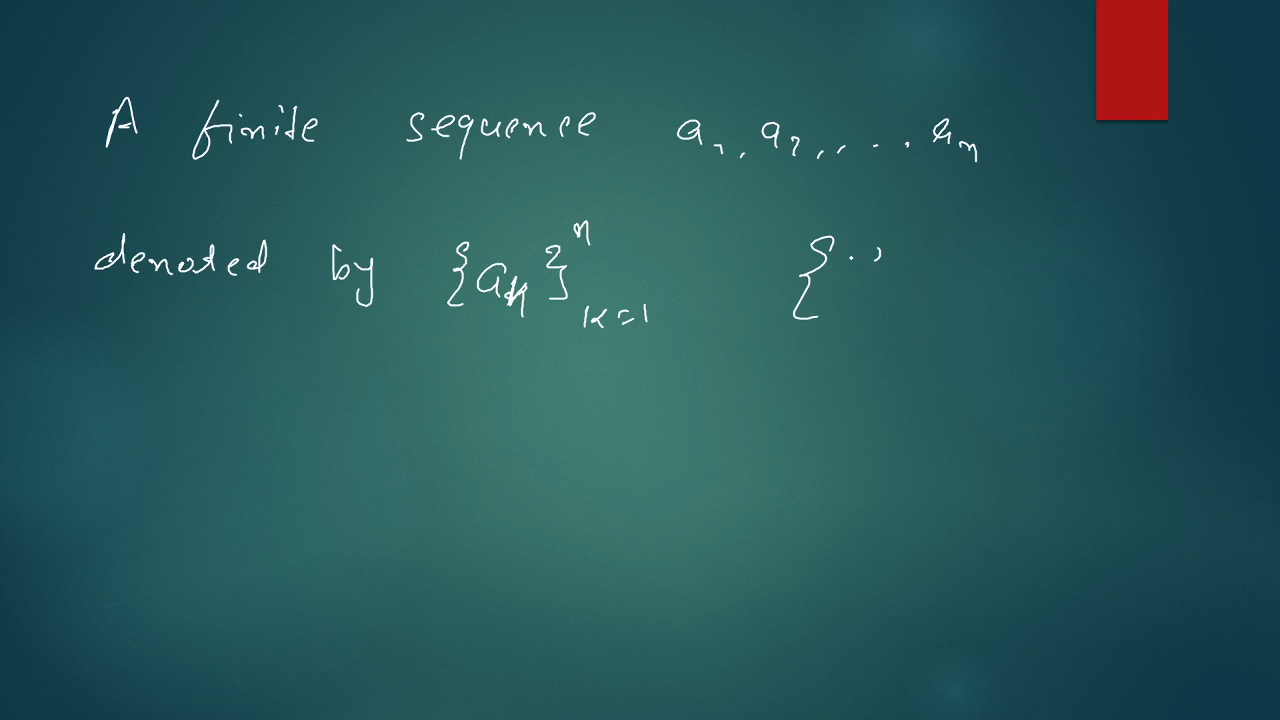 A finite sequence a₁, a₂, , . . . aₙ
denoted by {aₖ}ⁿₖ₌₁ { . ,